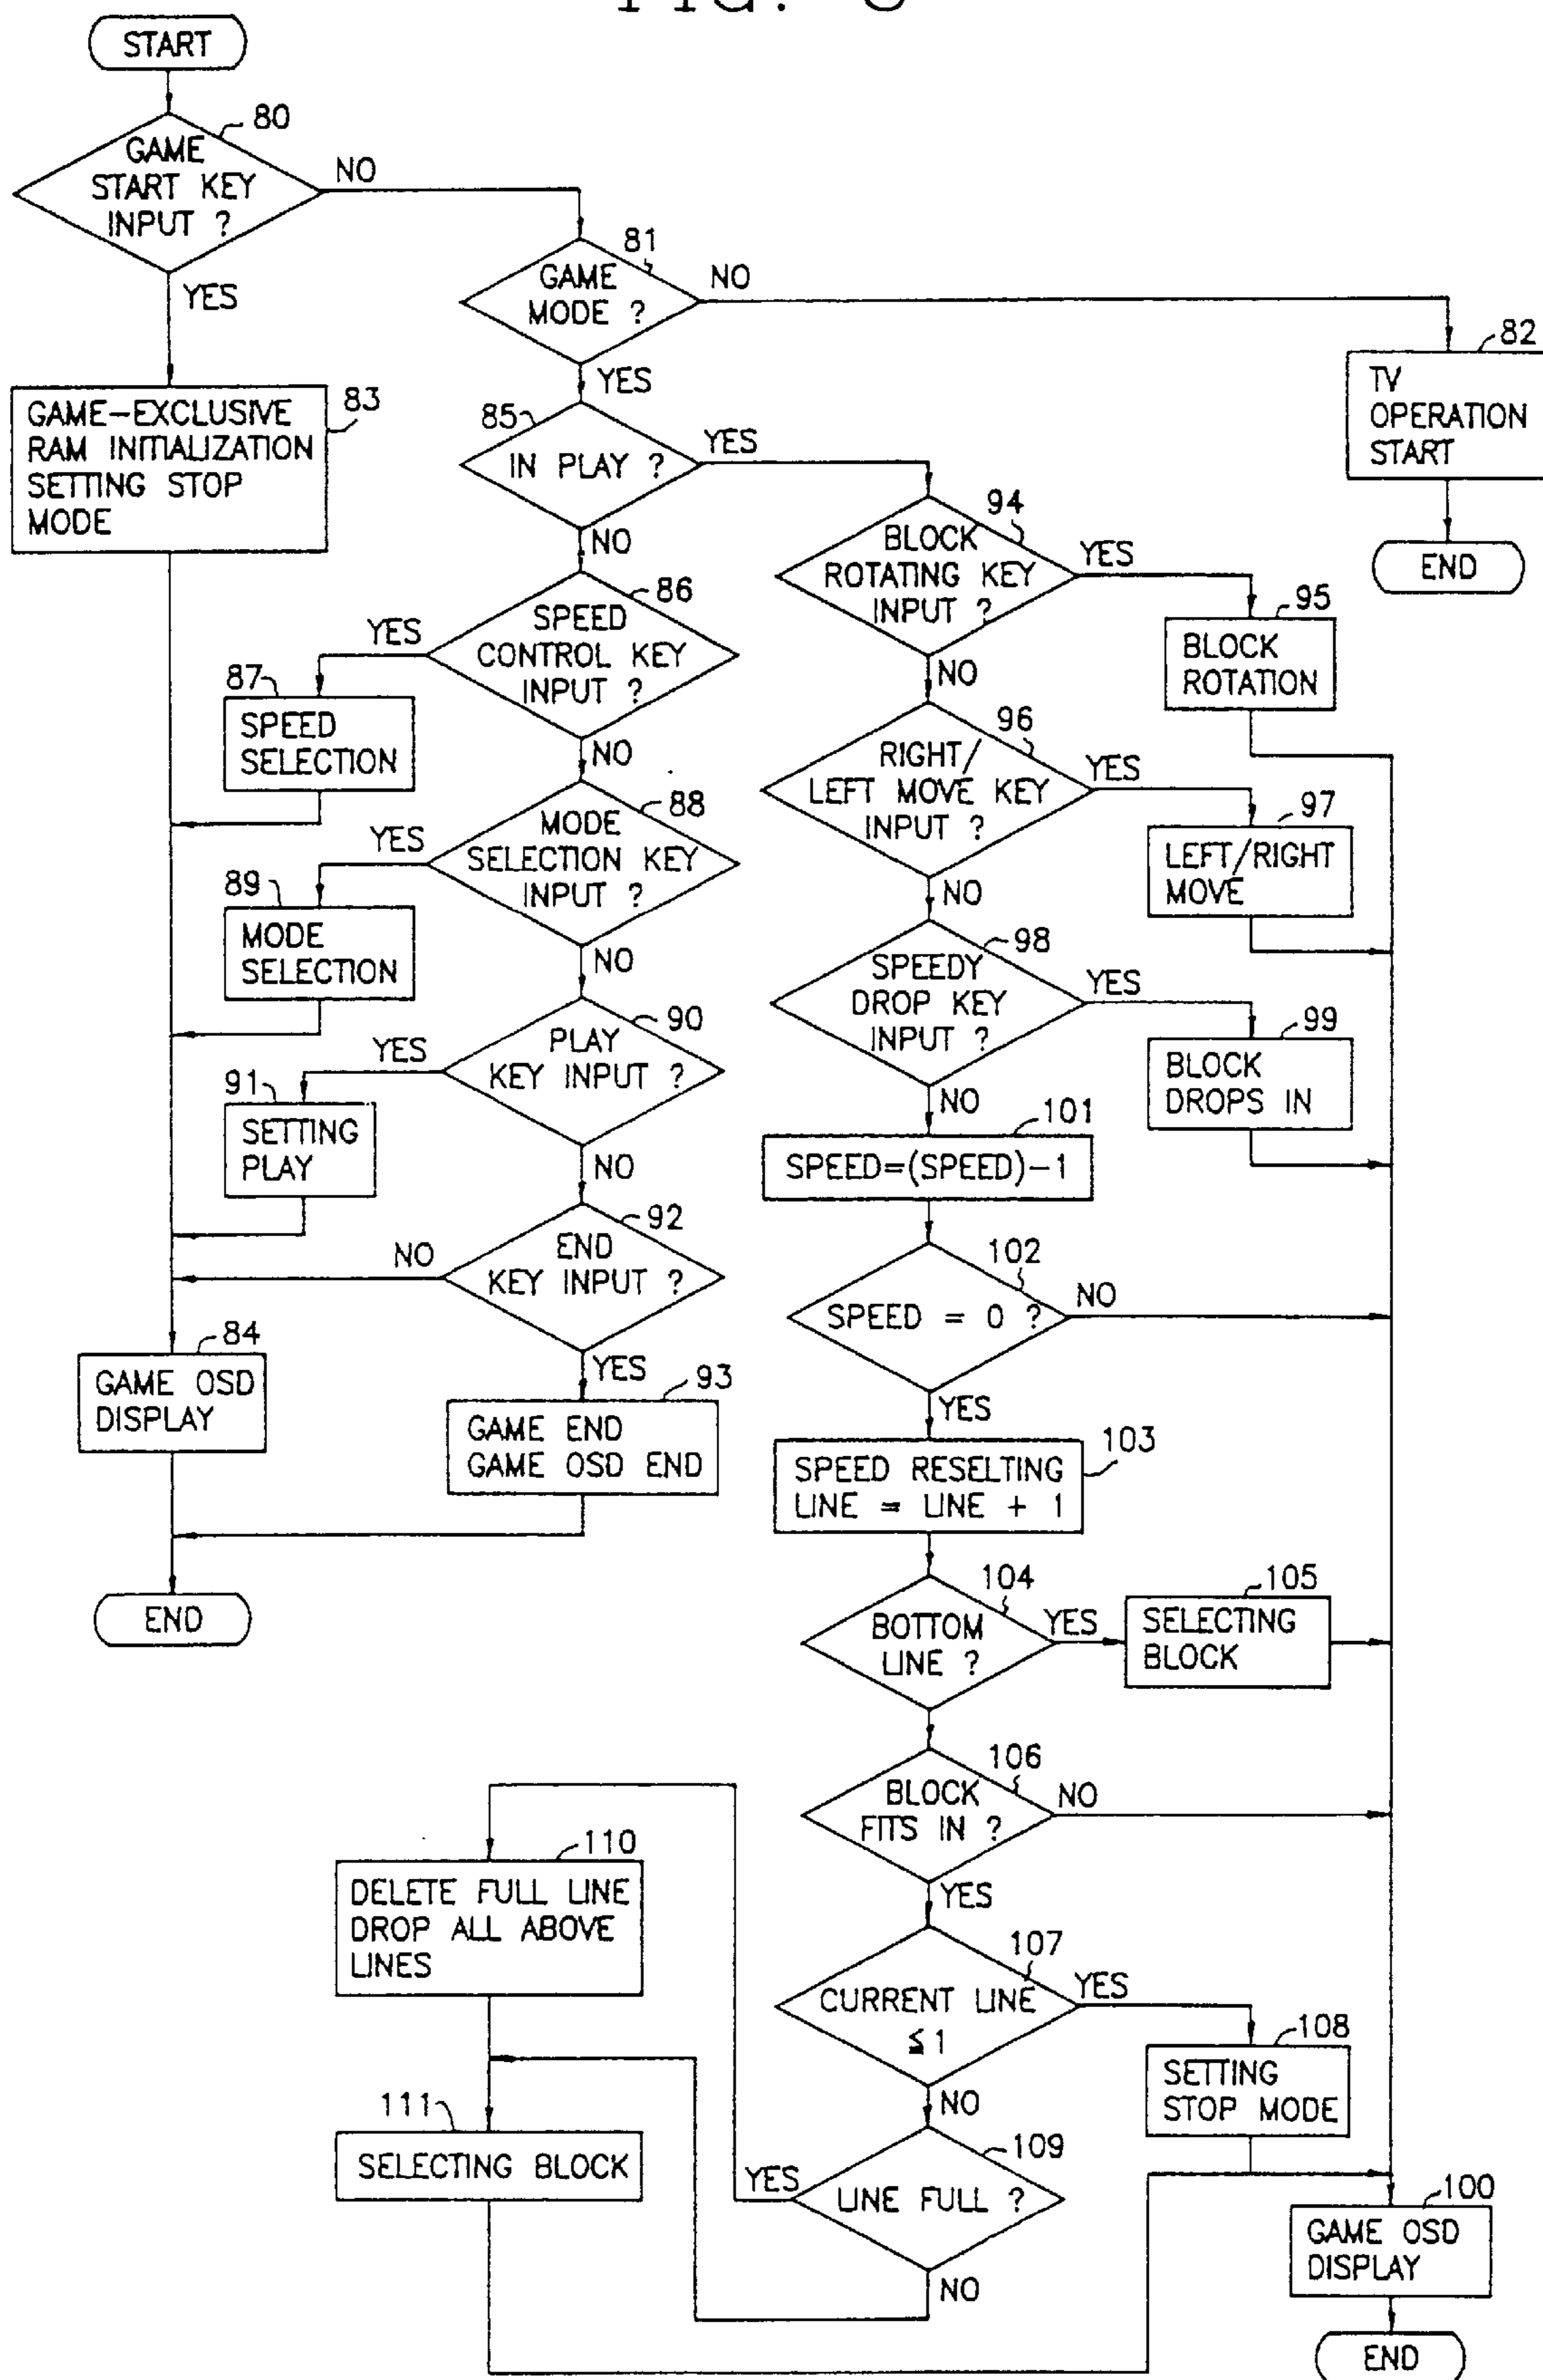 START
80
GAME
START KEY
INPUT ?
NO
YES
81
GAME
MODE ?
NO
YES
82
TV
OPERATION
START
END
83
GAME-EXCLUSIVE
RAM INITIALIZATION
SETTING STOP
MODE
85
IN PLAY ?
YES
NO
86
SPEED
CONTROL KEY
INPUT ?
YES
NO
87
SPEED
SELECTION
88
MODE
SELECTION KEY
INPUT ?
YES
NO
89
MODE
SELECTION
90
PLAY
KEY INPUT ?
YES
NO
91
SETTING
PLAY
92
END
KEY INPUT ?
NO
YES
84
GAME OSD
DISPLAY
93
GAME END
GAME OSD END
END
94
BLOCK
ROTATING KEY
INPUT ?
YES
NO
95
BLOCK
ROTATION
96
RIGHT/
LEFT MOVE KEY
INPUT ?
YES
NO
97
LEFT/RIGHT
MOVE
98
SPEEDY
DROP KEY
INPUT ?
YES
NO
99
BLOCK
DROPS IN
101
SPEED=(SPEED)-1
102
SPEED = 0 ?
NO
YES
103
SPEED RESELTING
LINE = LINE + 1
104
BOTTOM
LINE ?
YES
105
SELECTING
BLOCK
106
BLOCK
FITS IN ?
NO
YES
107
CURRENT LINE
≦1
YES
NO
108
SETTING
STOP MODE
109
LINE FULL ?
YES
NO
110
DELETE FULL LINE
DROP ALL ABOVE
LINES
111
SELECTING BLOCK
100
GAME OSD
DISPLAY
END